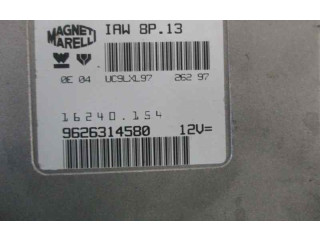 MAGNETI MARELLI
IAW 8P.13
0E 04 UC9LXL97 262 97
16240.154
9626314580 12V=